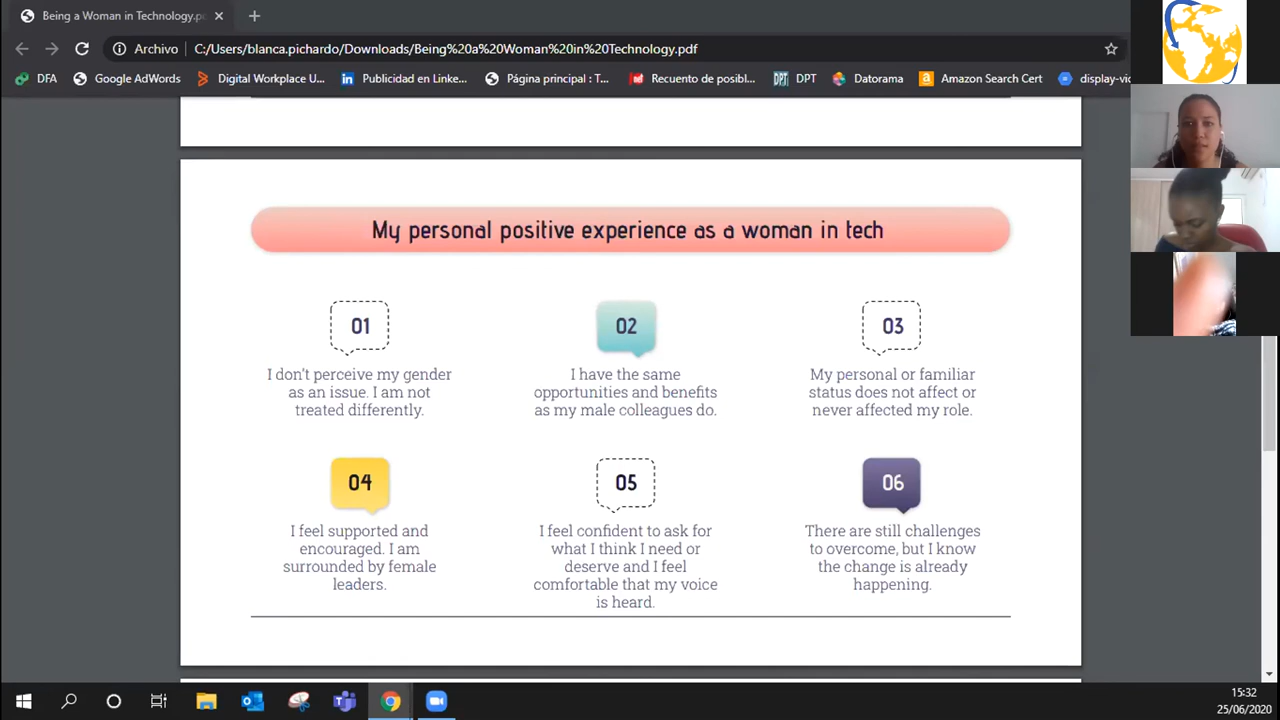 Being a Woman in Technology.p
Archivo
C:/Users/blanca.pichardo/Downloads/Being%20a%20Woman%20in%20Technology.pdf
DFA
Google AdWords
Digital Workplace U...
Publicidad en Linke...
Página principal : T...
Recuento de posibl...
DPT
DPT
Datorama
Amazon Search Cert
display-vi
My personal positive experience as a woman in tech
01
I don't perceive my gender
as an issue. I am not
treated differently.
02
I have the same
opportunities and benefits
as my male colleagues do.
03
My personal or familiar
status does not affect or
never affected my role.
04
I feel supported and
encouraged. I am
surrounded by female
leaders.
05
I feel confident to ask for
what I think I need or
deserve and I feel
comfortable that my voice
is heard.
06
There are still challenges
to overcome, but I know
the change is already
happening.
15:32
25/06/2020